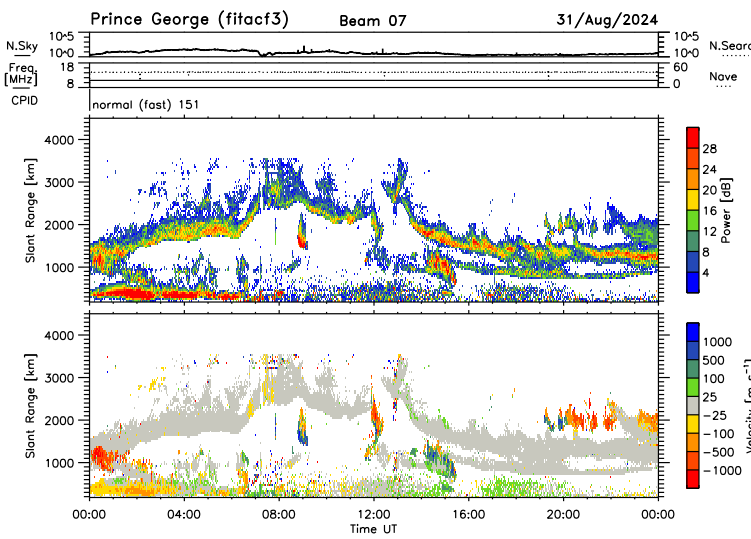 Prince George (fitacf3) Beam 07 31/Aug/2024
N.Sky 10^5 10^0 10^5 10^0 N.Sear
Freq [MHz] 18 8 60 0 Nave
CPID normal (fast) 151
Slant Range [km] 4000 3000 2000 1000
28 24 20 16 12 8 4 Power [dB]
Slant Range [km] 4000 3000 2000 1000
1000 500 100 25 -25 -100 -500 -1000 Velocity [m s^-1]
00:00 04:00 08:00 12:00 16:00 20:00 00:00
Time UT